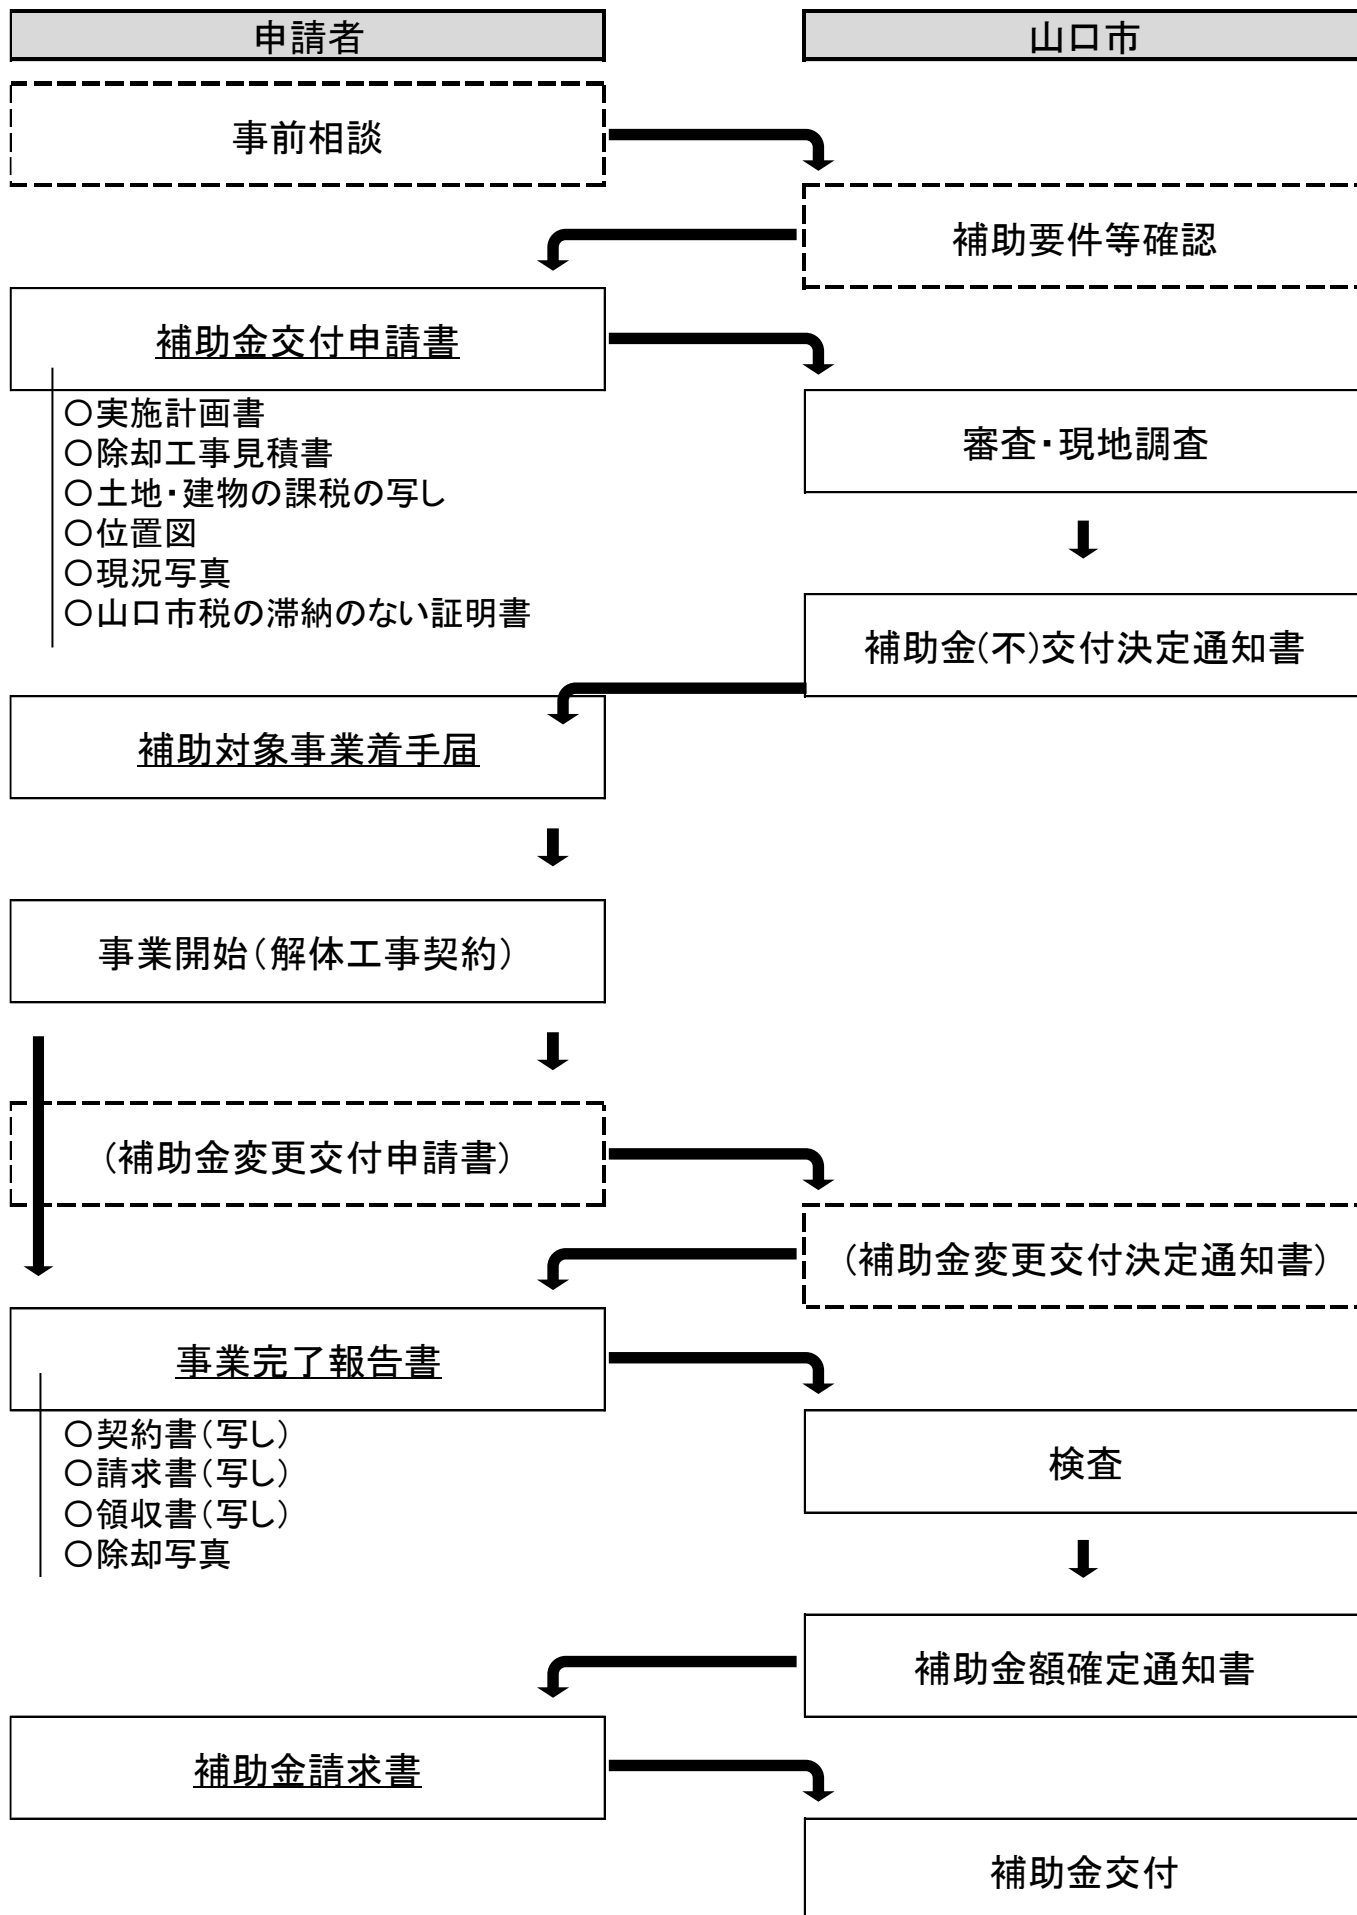 申請者
山口市
事前相談
補助要件等確認
補助金交付申請書
○実施計画書
○除却工事見積書
○土地・建物の課税の写し
○位置図
○現況写真
○山口市税の滞納のない証明書
審査・現地調査
補助金(不)交付決定通知書
補助対象事業着手届
事業開始(解体工事契約)
(補助金変更交付申請書)
(補助金変更交付決定通知書)
事業完了報告書
○契約書(写し)
○請求書(写し)
○領収書(写し)
○除却写真
検査
補助金額確定通知書
補助金請求書
補助金交付